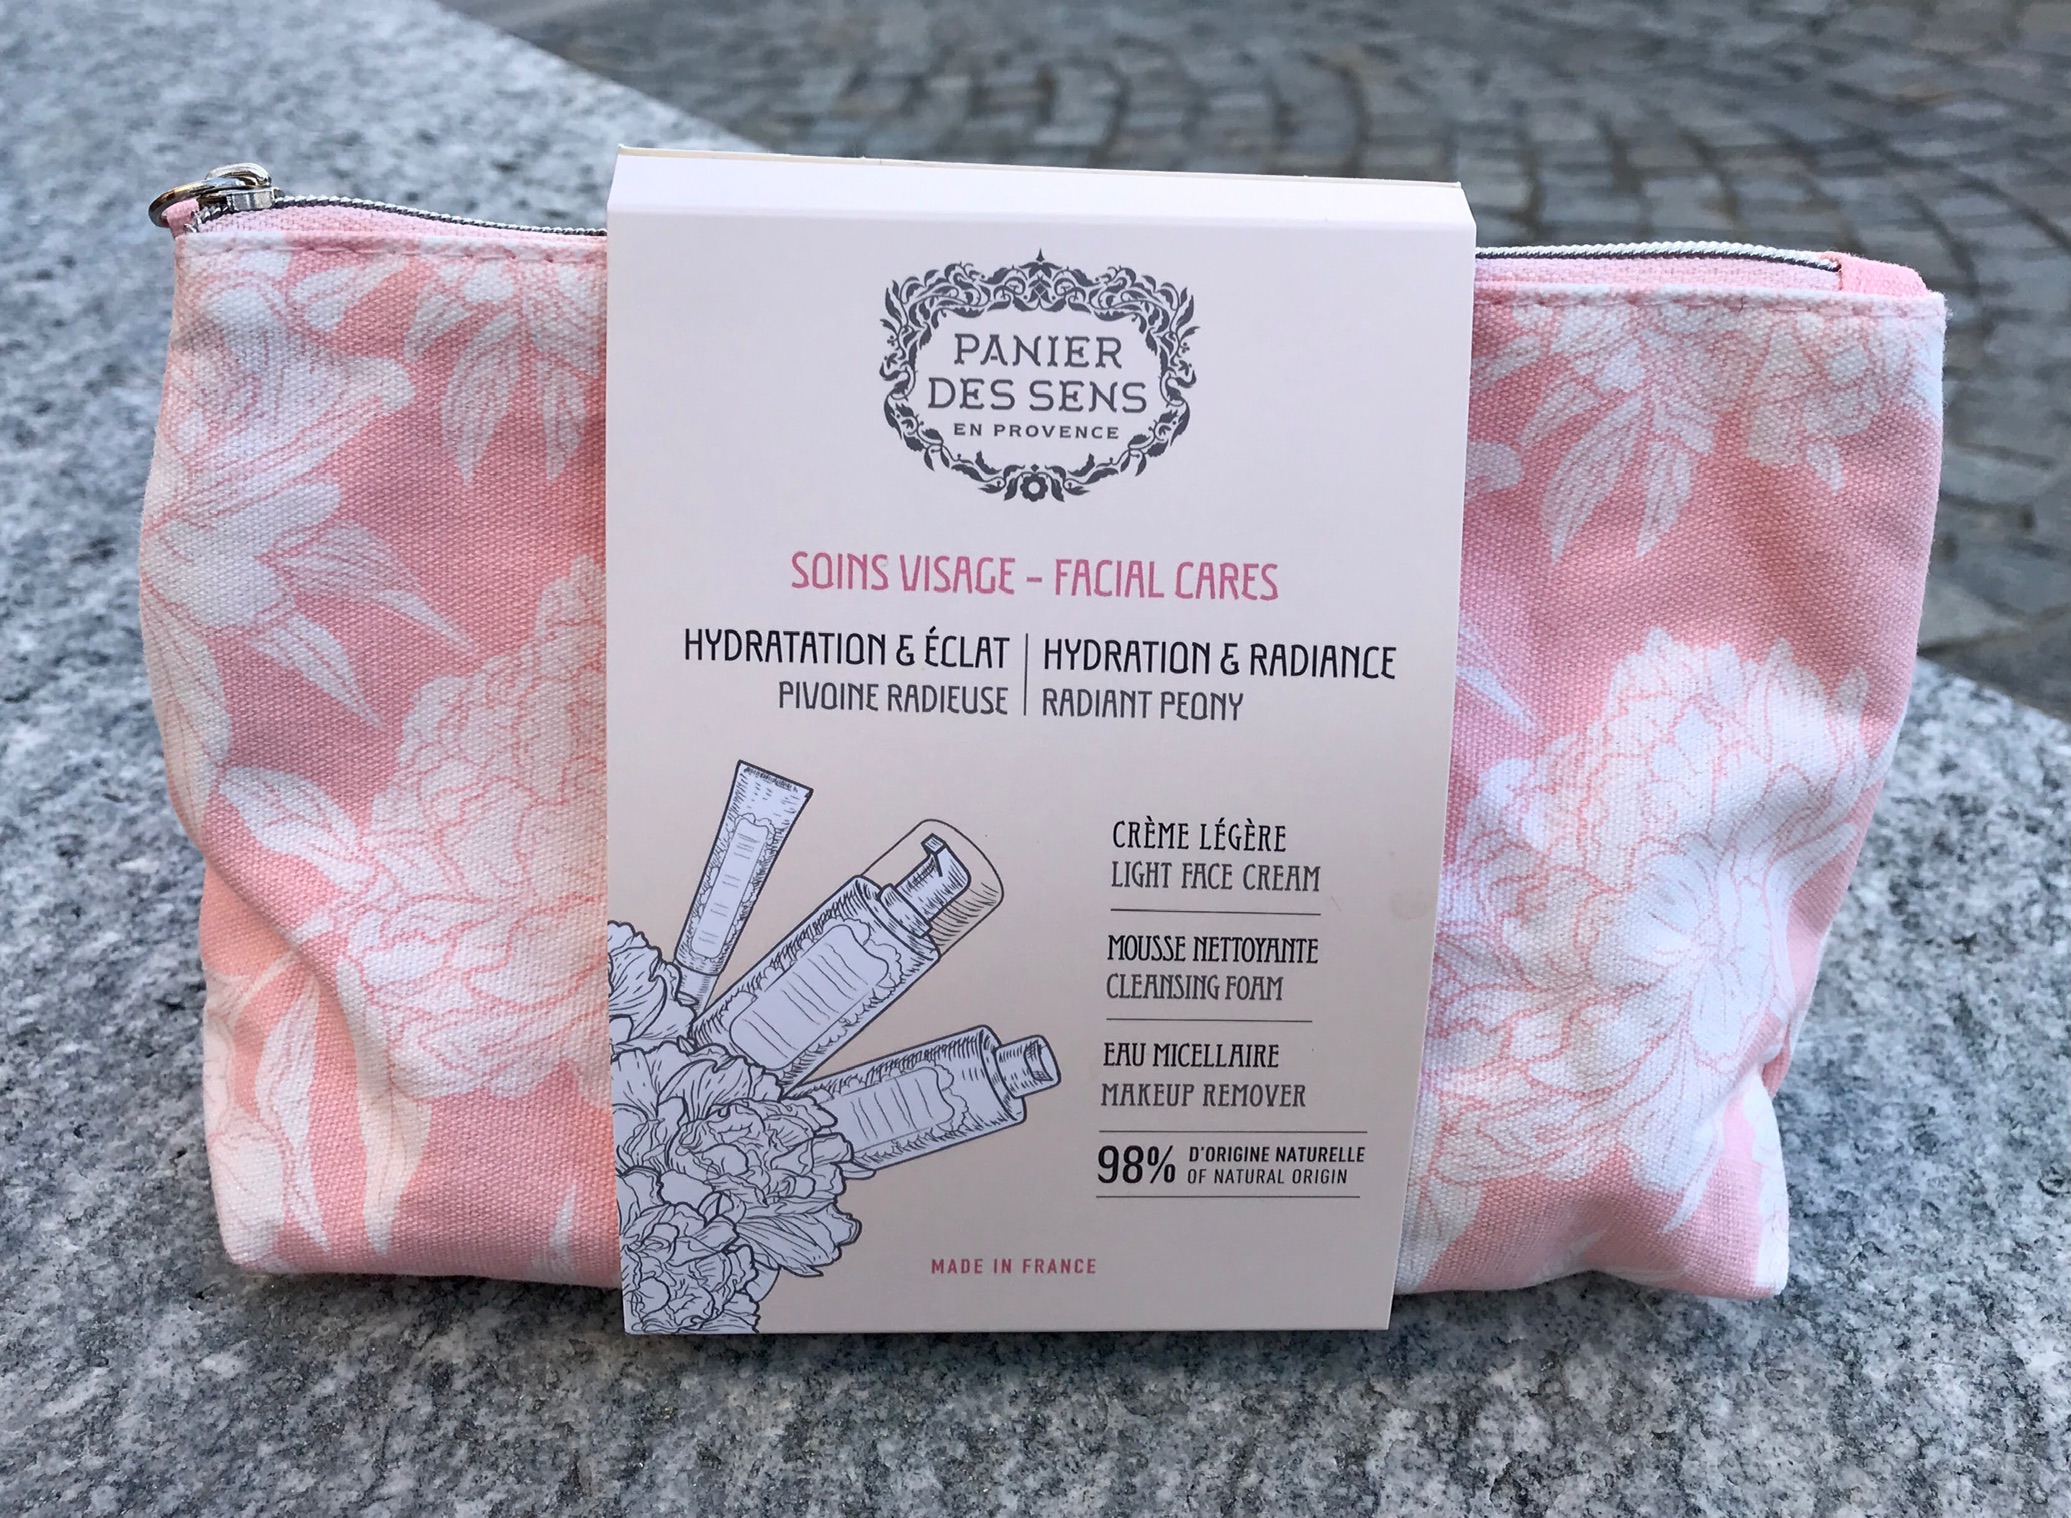 PANIER
DES SENS
EN PROVENCE
SOINS VISAGE – FACIAL CARES
HYDRATATION & ÉCLAT
PIVOINE RADIEUSE
HYDRATION & RADIANCE
RADIANT PEONY
CRÈME LÉGÈRE
LIGHT FACE CREAM
MOUSSE NETTOYANTE
CLEANSING FOAM
EAU MICELLAIRE
MAKEUP REMOVER
98%
D'ORIGINE NATURELLE
OF NATURAL ORIGIN
MADE IN FRANCE